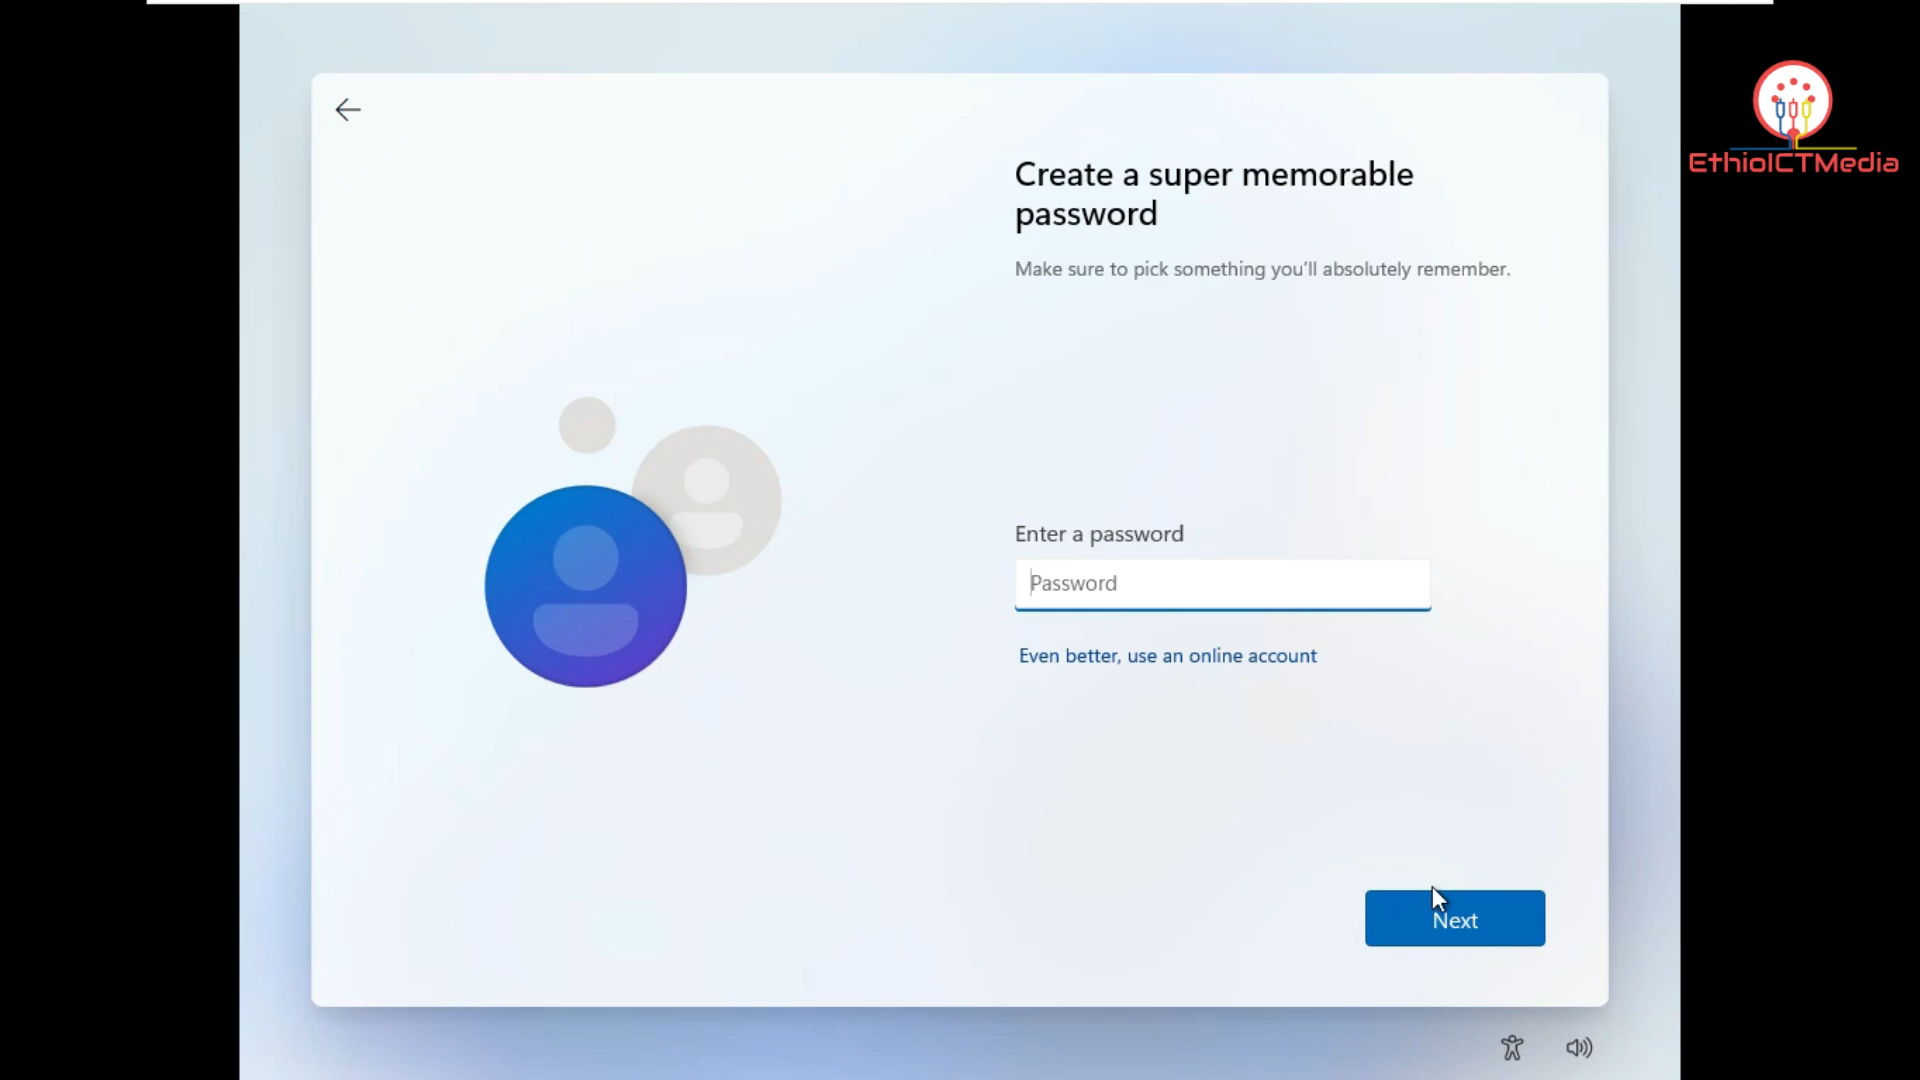 EthioICTMedia
Create a super memorable
password
Make sure to pick something you'll absolutely remember.
Enter a password
Password
Even better, use an online account
Next